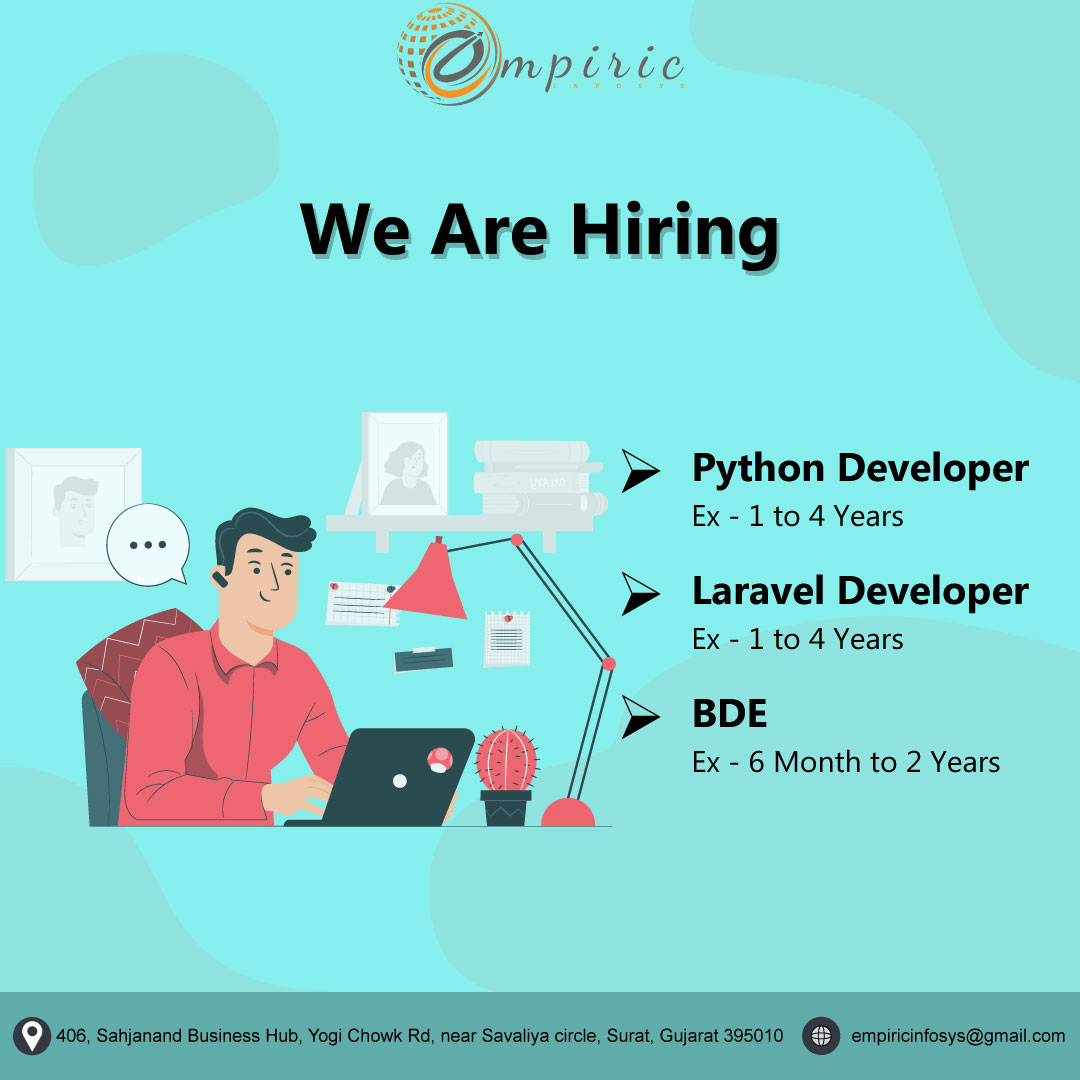 empiric
INFOSYS
We Are Hiring
Python Developer
Ex - 1 to 4 Years
Laravel Developer
Ex - 1 to 4 Years
BDE
Ex - 6 Month to 2 Years
406, Sahjanand Business Hub, Yogi Chowk Rd, near Savaliya circle, Surat, Gujarat 395010
empiricinfosys@gmail.com